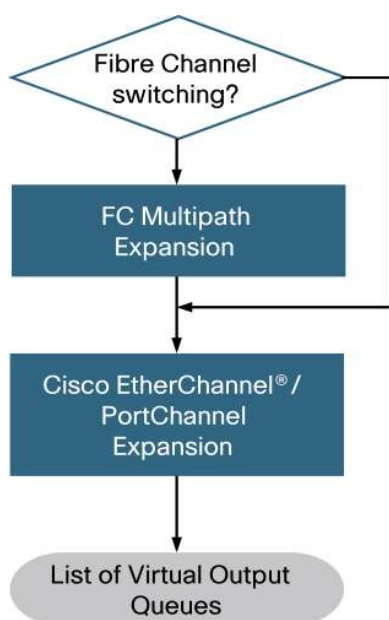 Fibre Channel
switching?
FC Multipath
Expansion
Cisco EtherChannel® /
PortChannel
Expansion
List of Virtual Output
Queues